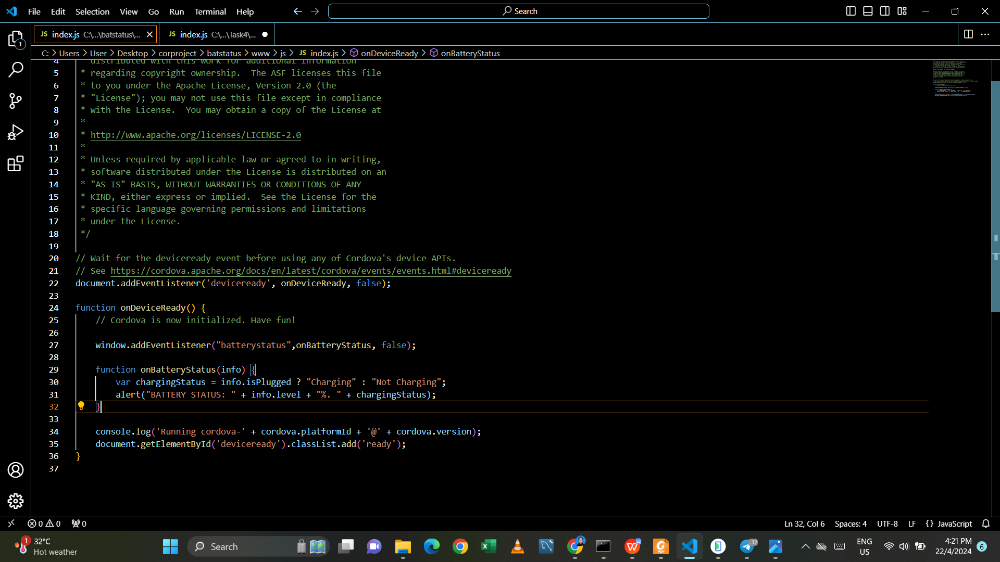 File Edit Selection View Go Run Terminal Help
Search
JS index.js C:\...\batstatus\...
JS index.js C:\...\Task4\...
C: > Users > User > Desktop > corproject > batstatus > www > js > JS index.js > onDeviceReady > onBatteryStatus
4 * distributed with this work for additional information
5 * regarding copyright ownership.  The ASF licenses this file
6 * to you under the Apache License, Version 2.0 (the
7 * "License"); you may not use this file except in compliance
8 * with the License.  You may obtain a copy of the License at
9 *
10 * http://www.apache.org/licenses/LICENSE-2.0
11 *
12 * Unless required by applicable law or agreed to in writing,
13 * software distributed under the License is distributed on an
14 * "AS IS" BASIS, WITHOUT WARRANTIES OR CONDITIONS OF ANY
15 * KIND, either express or implied.  See the License for the
16 * specific language governing permissions and limitations
17 * under the License.
18 */
19
20 // Wait for the deviceready event before using any of Cordova's device APIs.
21 // See https://cordova.apache.org/docs/en/latest/cordova/events/events.html#deviceready
22 document.addEventListener('deviceready', onDeviceReady, false);
23
24 function onDeviceReady() {
25     // Cordova is now initialized. Have fun!
26
27     window.addEventListener("batterystatus",onBatteryStatus, false);
28
29     function onBatteryStatus(info) {
30         var chargingStatus = info.isPlugged ? "Charging" : "Not Charging";
31         alert("BATTERY STATUS: " + info.level + "%. " + chargingStatus);
32     }
33
34     console.log('Running cordova-' + cordova.platformId + '@' + cordova.version);
35     document.getElementById('deviceready').classList.add('ready');
36 }
37
1
0 0 0
Ln 32, Col 6 Spaces: 4 UTF-8 LF {} JavaScript
1 32°C
Hot weather
Search
32
ENG
US
4:21 PM
22/4/2024
6